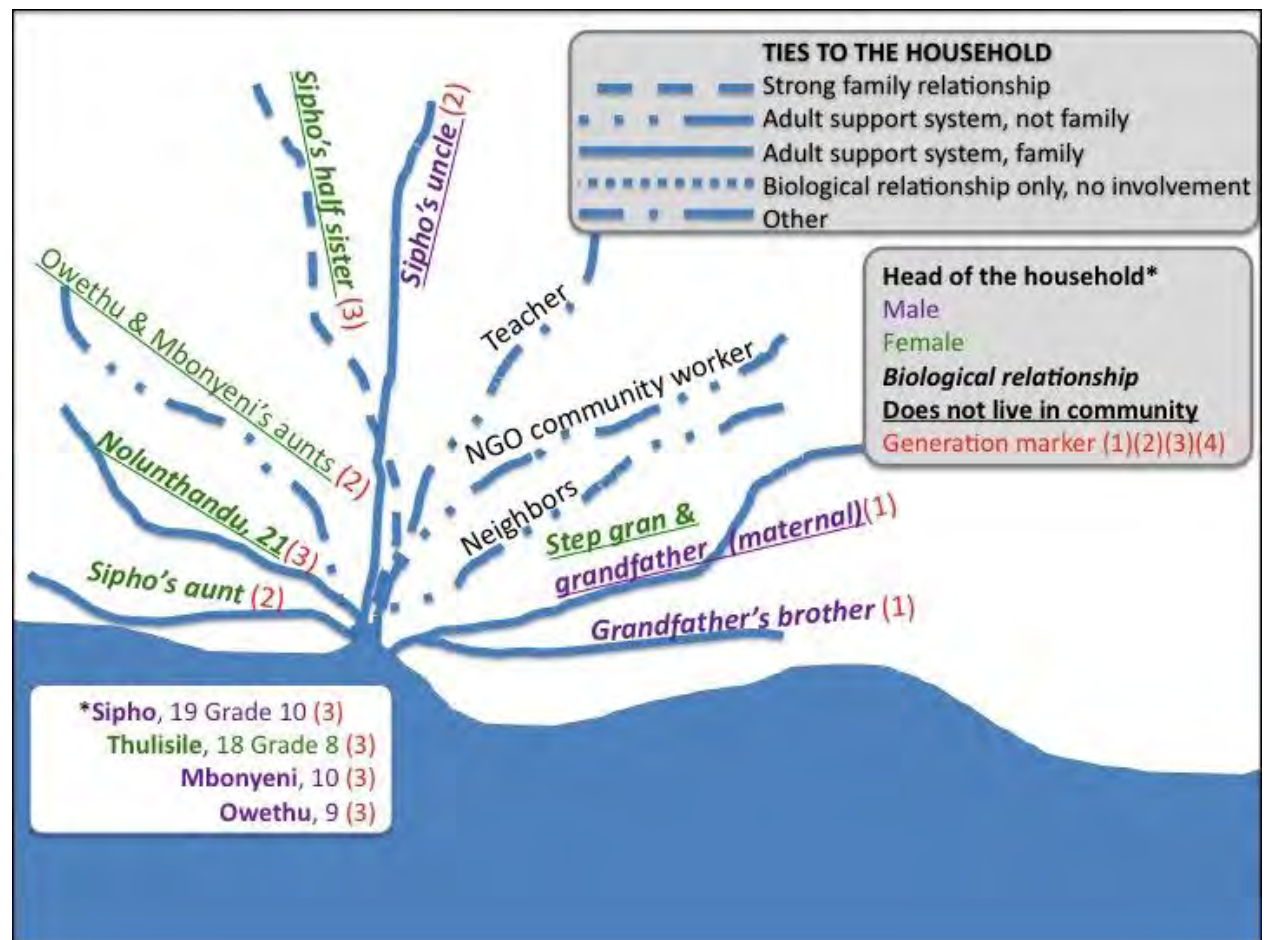 TIES TO THE HOUSEHOLD
Strong family relationship
Adult support system, not family
Adult support system, family
Biological relationship only, no involvement
Other
Head of the household*
Male
Female
Biological relationship
Does not live in community
Generation marker (1)(2)(3)(4)
Sipho's half sister (3)
Sipho's uncle (2)
Owethu & Mbonyeni's aunts (2)
Teacher
NGO community worker
Nolunthandu, 21(3)
Neighbors
Step gran &
grandfather (maternal)(1)
Sipho's aunt (2)
Grandfather's brother (1)
*Sipho, 19 Grade 10 (3)
Thulisile, 18 Grade 8 (3)
Mbonyeni, 10 (3)
Owethu, 9 (3)